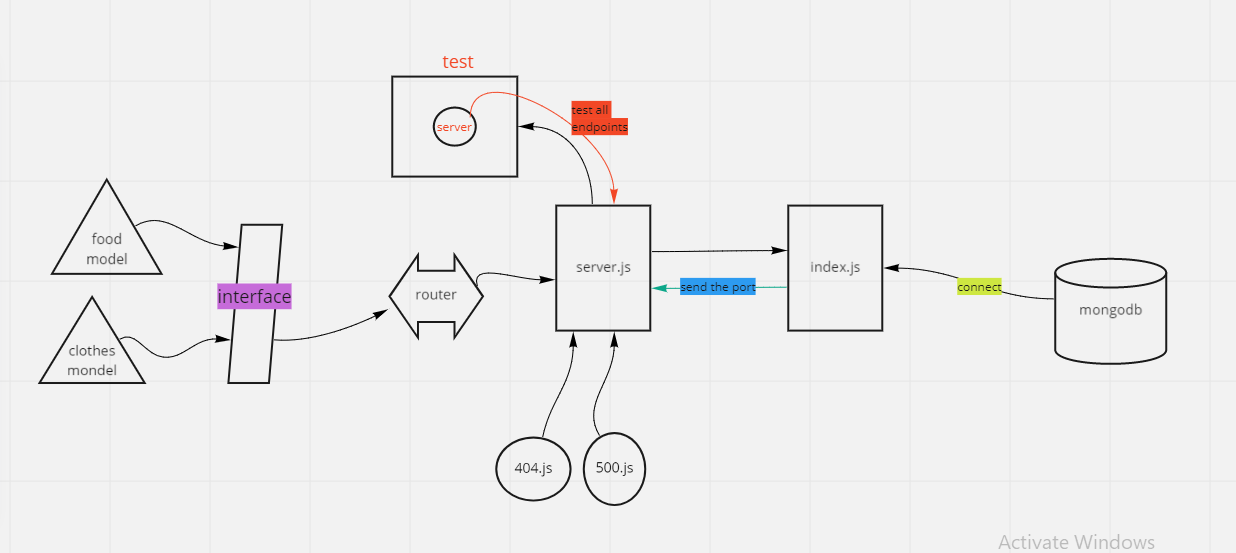 test
server
test all
endpoints
food
model
interface
clothes
mondel
router
server.js
send the port
index.js
connect
mongodb
404.js
500.js
Activate Windows